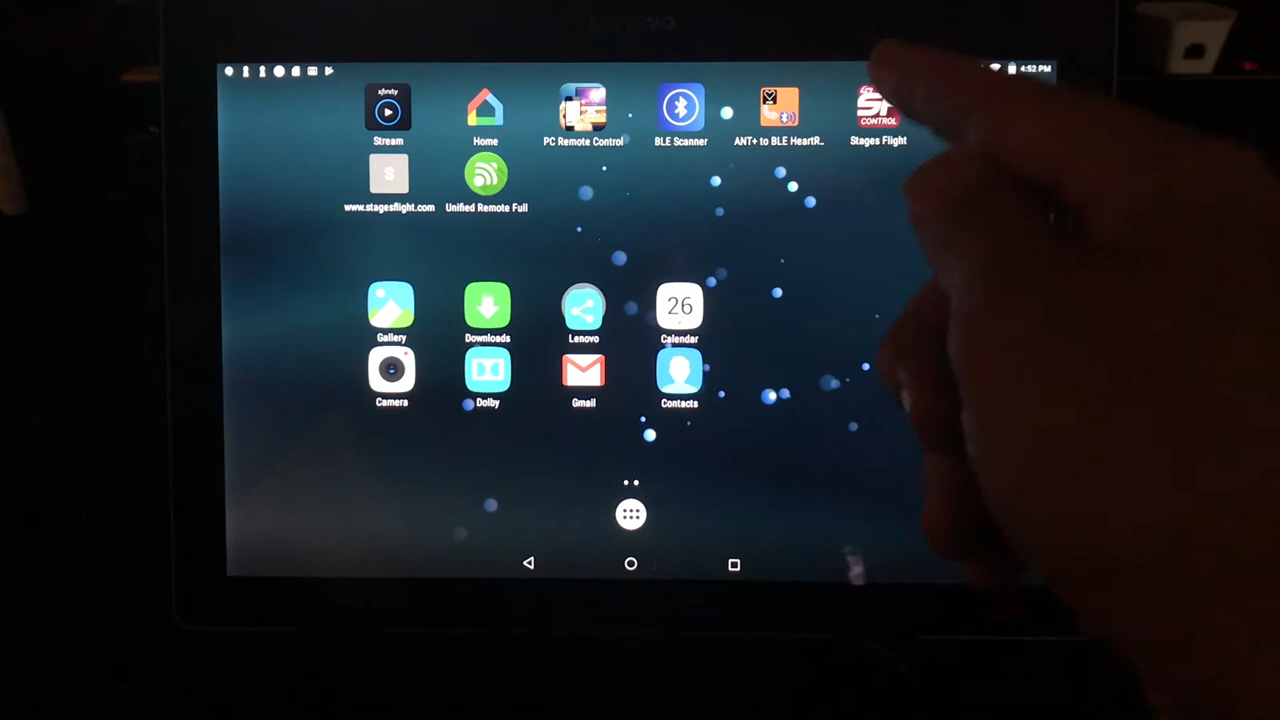 4:52 PM
xfinity
Stream
Home
PC Remote Control
BLE Scanner
ANT+ to BLE HeartR..
CONTROL
Stages Flight
S
www.stagesflight.com
Unified Remote Full
Gallery
Downloads
Lenovo
26
Calendar
Camera
Dolby
Gmail
Contacts